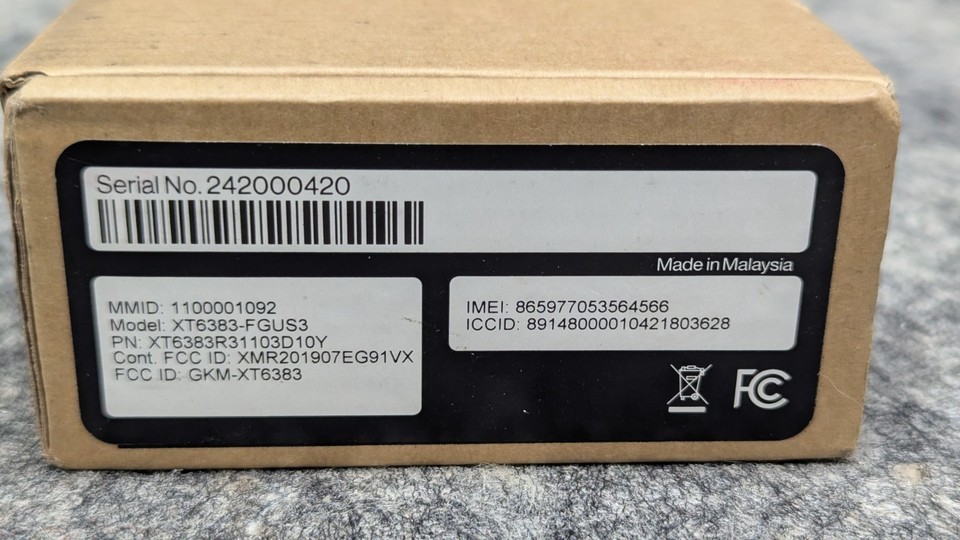 Serial No. 242000420
Made in Malaysia
MMID: 1100001092
Model: XT6383-FGUS3
PN: XT6383R31103D10Y
Cont. FCC ID: XMR201907EG91VX
FCC ID: GKM-XT6383
IMEI: 865977053564566
ICCID: 89148000010421803628
FC